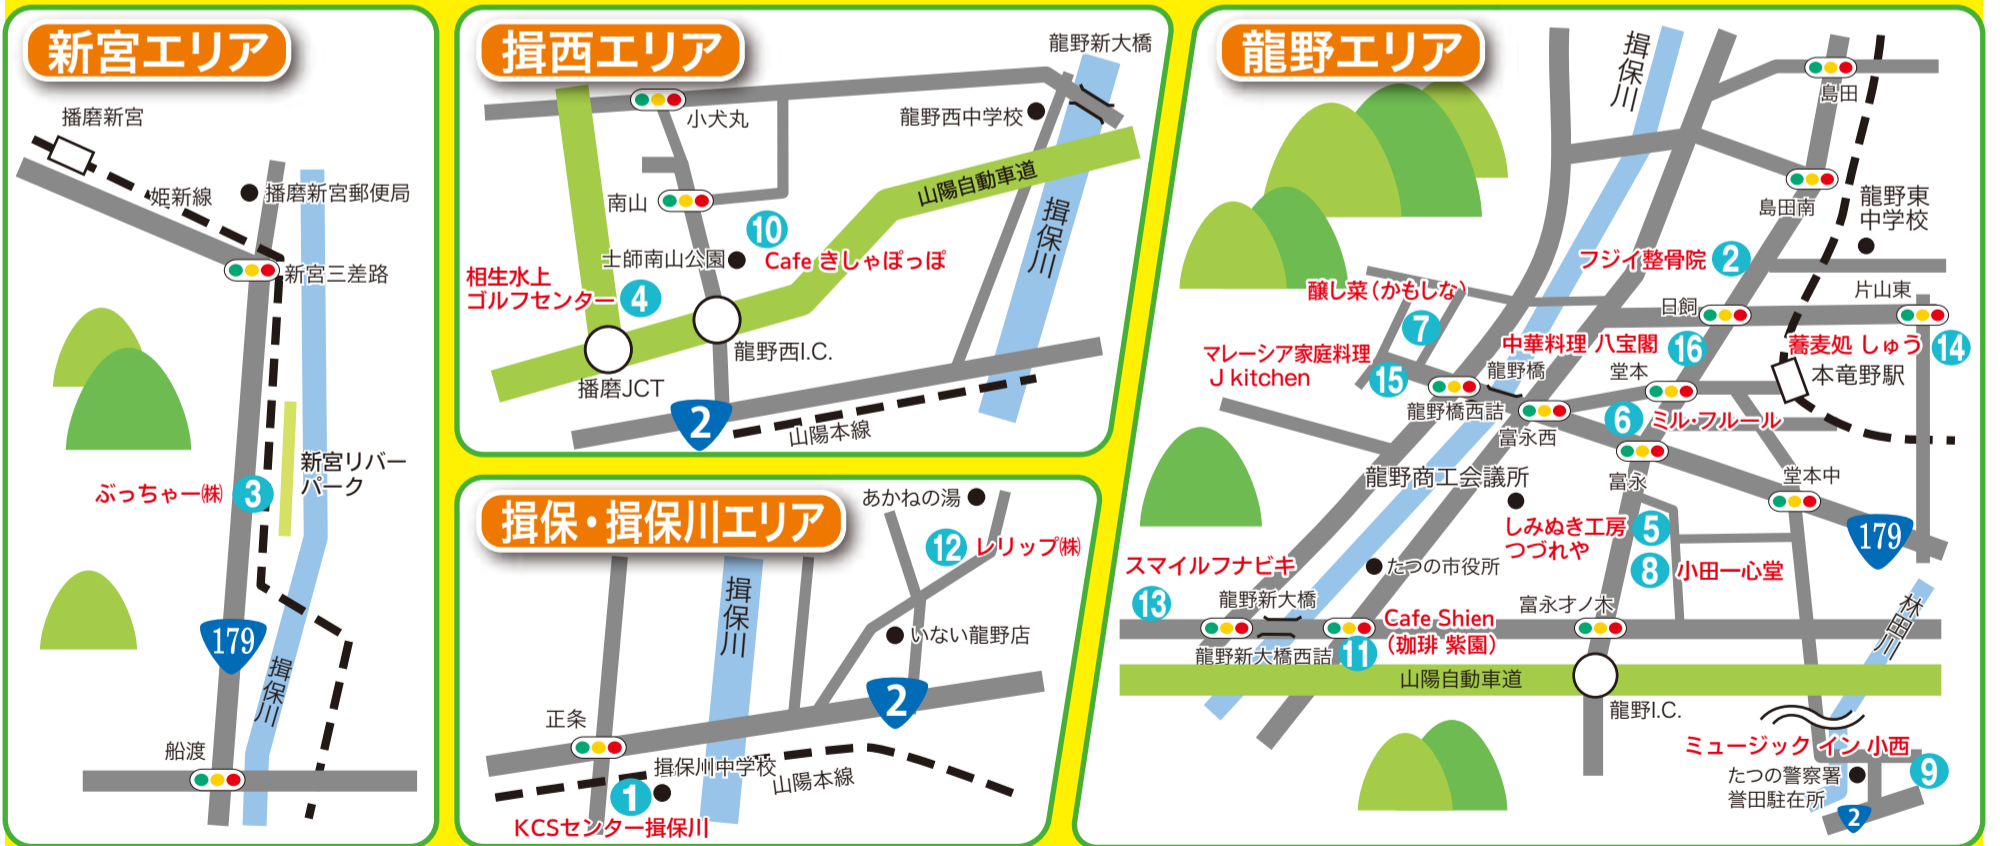 新宮エリア
播磨新宮
姫新線
播磨新宮郵便局
新宮三差路
新宮リバー
パーク
ぶっちゃー㈱
3
179
揖保川
船渡
揖西エリア
龍野新大橋
小犬丸
龍野西中学校
山陽自動車道
南山
10
揖保川
士師南山公園
Cafe きしゃぽっぽ
相生水上
ゴルフセンター
4
龍野西I.C.
播磨JCT
2
山陽本線
揖保・揖保川エリア
あかねの湯
12
レリップ㈱
揖保川
いない龍野店
2
正条
揖保川中学校
山陽本線
1
KCSセンター揖保川
龍野エリア
揖保川
島田
島田南
龍野東
中学校
フジイ整骨院
2
醸し菜(かもしな)
7
日飼
片山東
中華料理 八宝閣
16
蕎麦処 しゅう
14
マレーシア家庭料理
J kitchen
15
龍野橋
堂本
本竜野駅
龍野橋西詰
富永西
6
ミル・フルール
龍野商工会議所
富永
堂本中
しみぬき工房
つづれや
5
179
たつの市役所
8
小田一心堂
スマイルフナビキ
13
龍野新大橋
Cafe Shien
(珈琲 紫園)
富永才ノ木
林田川
龍野新大橋西詰
11
山陽自動車道
龍野I.C.
ミュージック イン 小西
9
たつの警察署
誉田駐在所
2